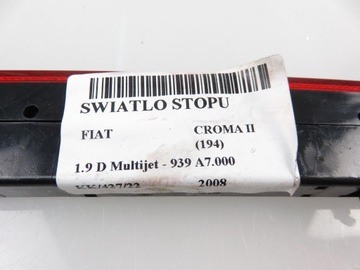 SWIATLO STOPU
FIAT CROMA II
(194)
1.9 D Multijet - 939 A7.000
2008